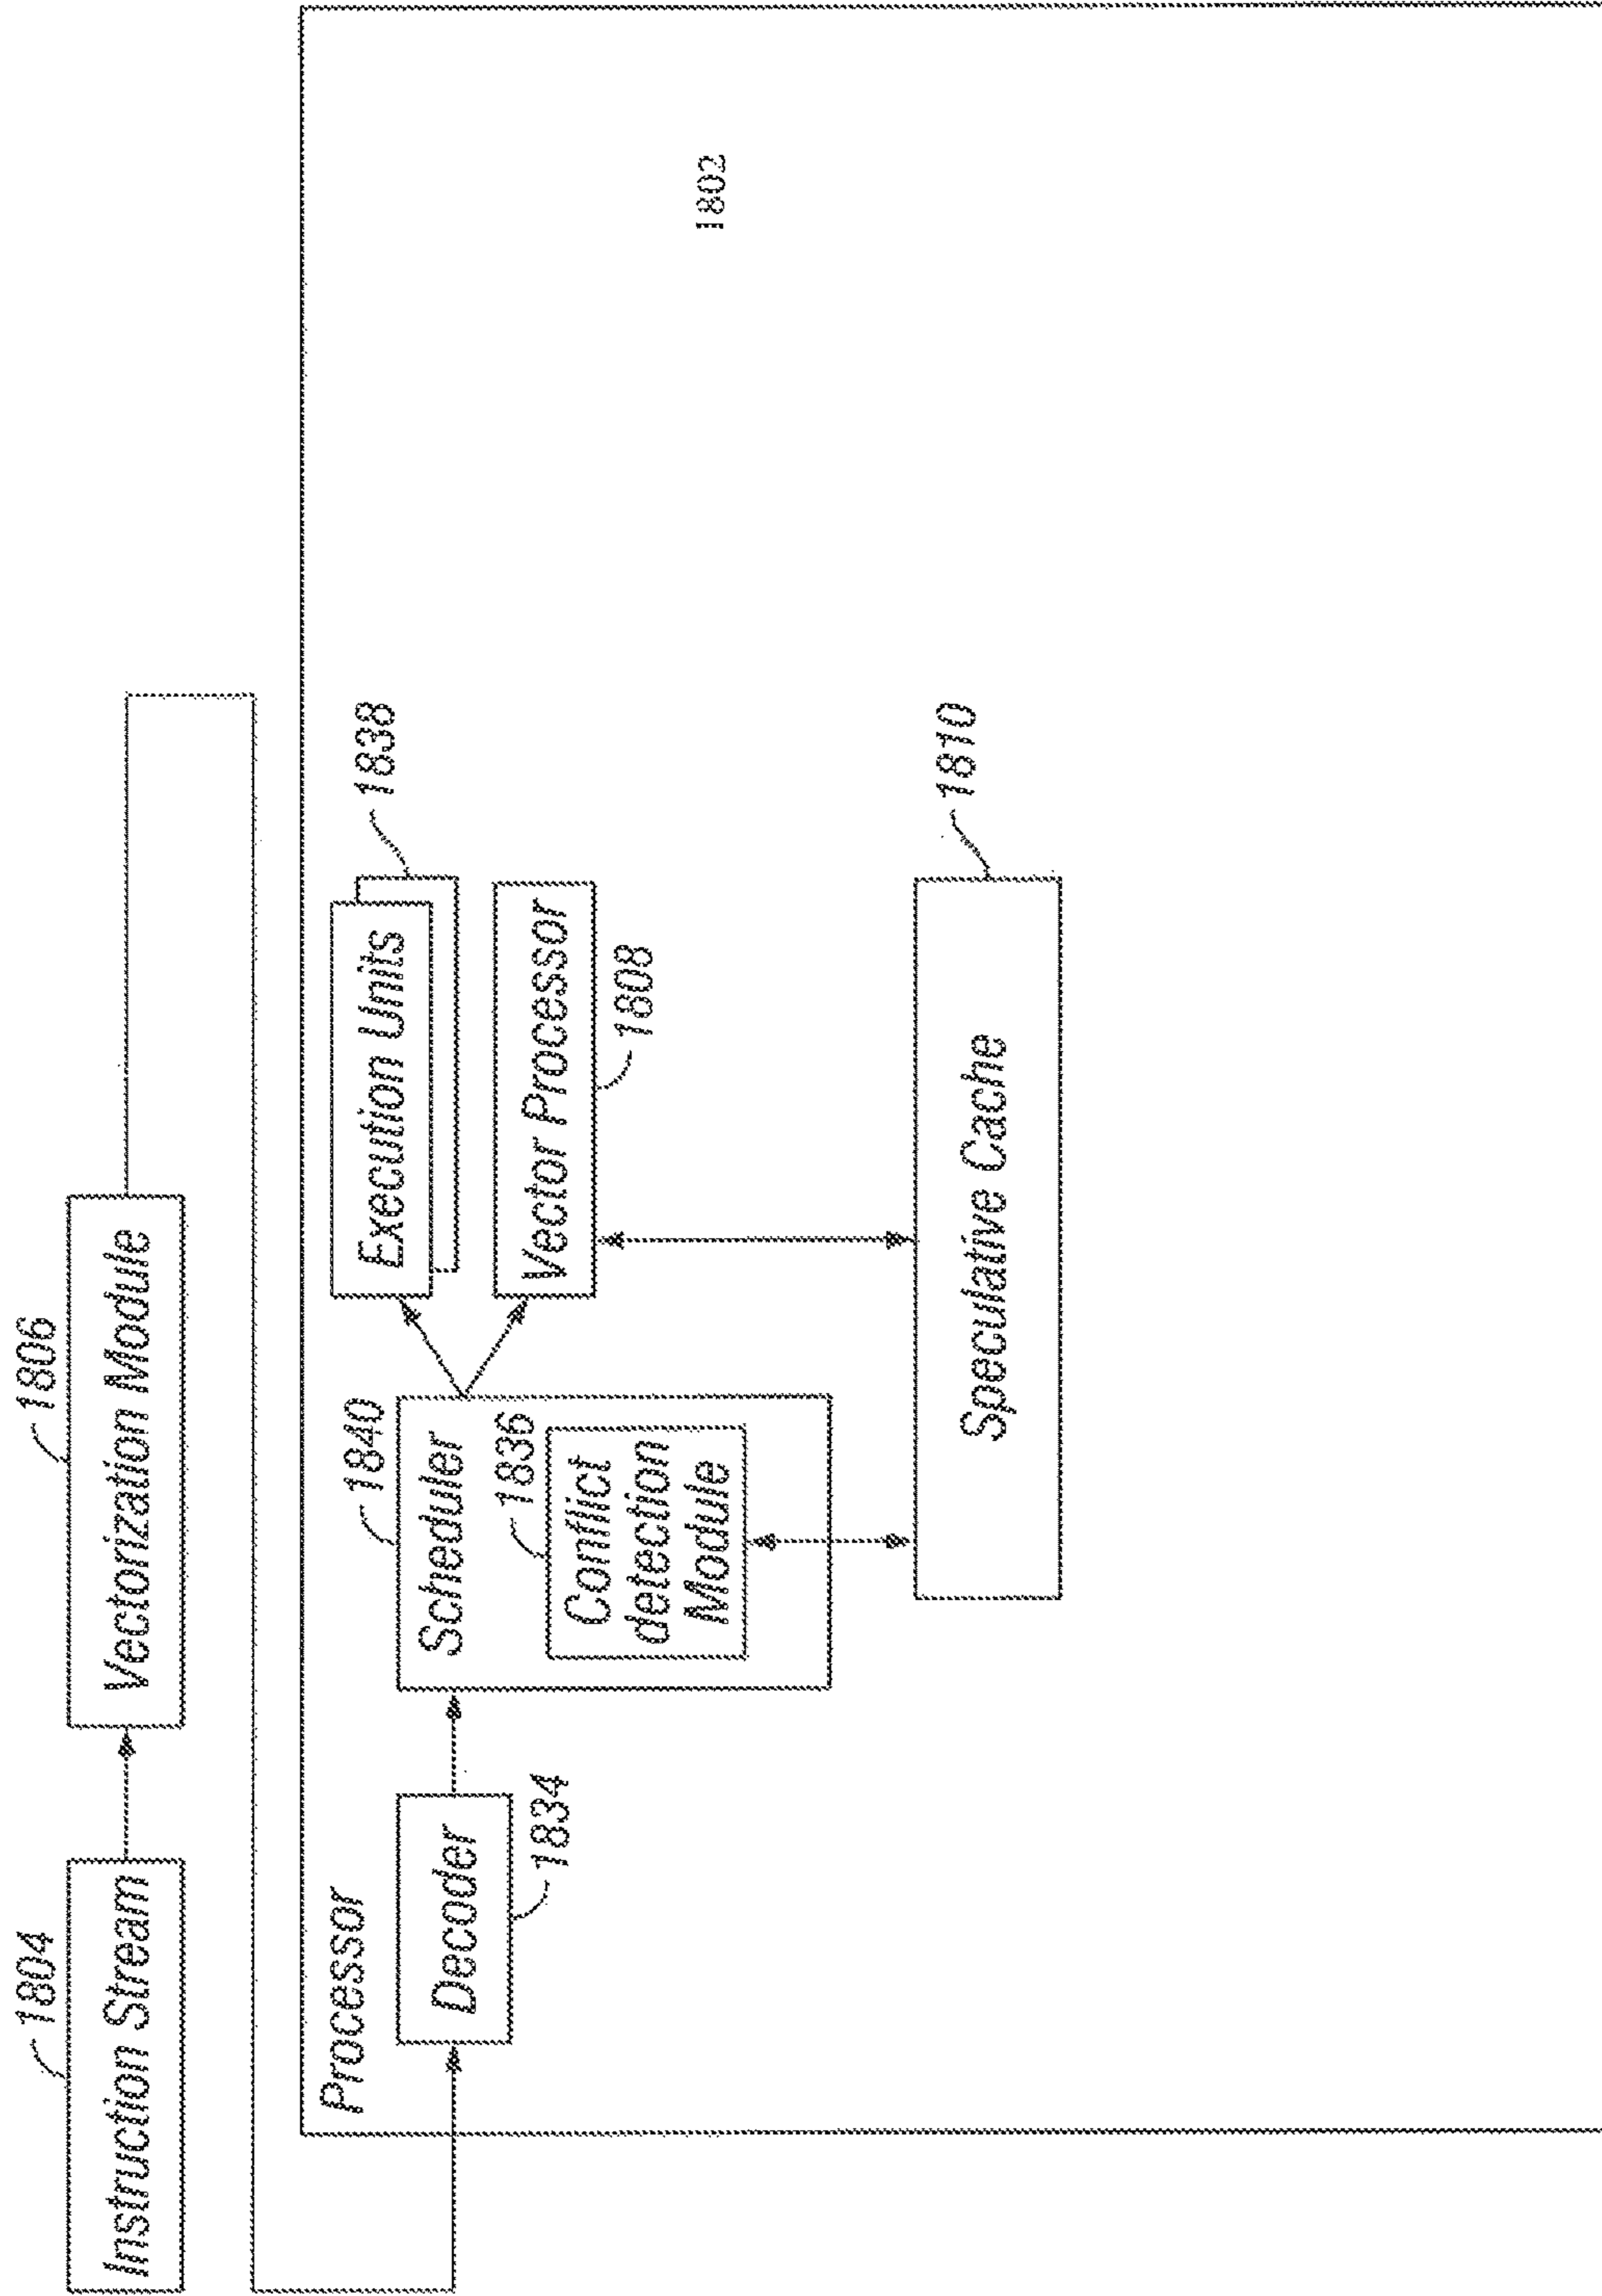 1804
Instruction Stream
1806
Vectorization Module
Processor
Decoder
1834
1840
Scheduler
1836
Conflict
detection
Module
1838
Execution Units
Vector Processor
1808
1810
Speculative Cache
1802